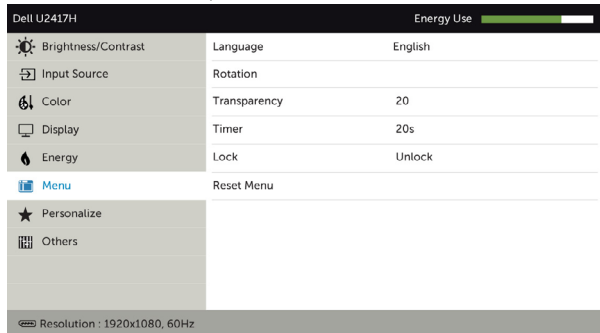 Dell U2417H Energy Use
Brightness/Contrast Language English
Input Source Rotation
Color Transparency 20
Display Timer 20s
Energy Lock Unlock
Menu Reset Menu
Personalize
Others
Resolution : 1920x1080, 60Hz